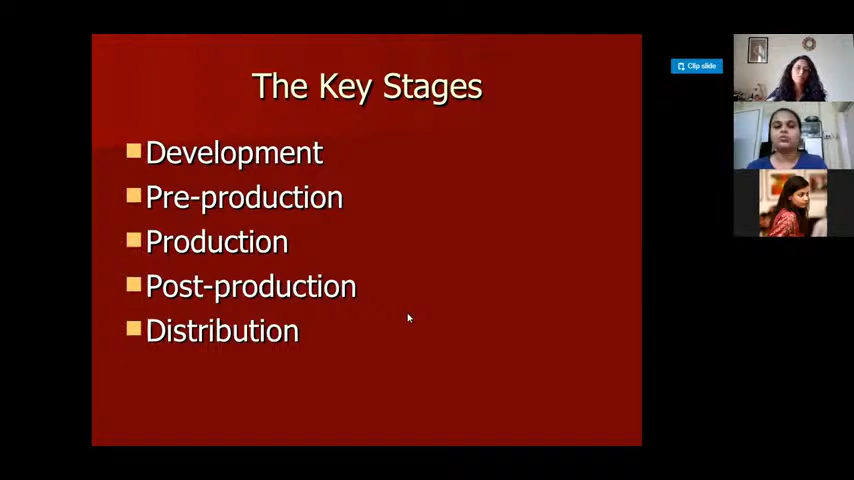 The Key Stages
Development
Pre-production
Production
Post-production
Distribution
Clip slide